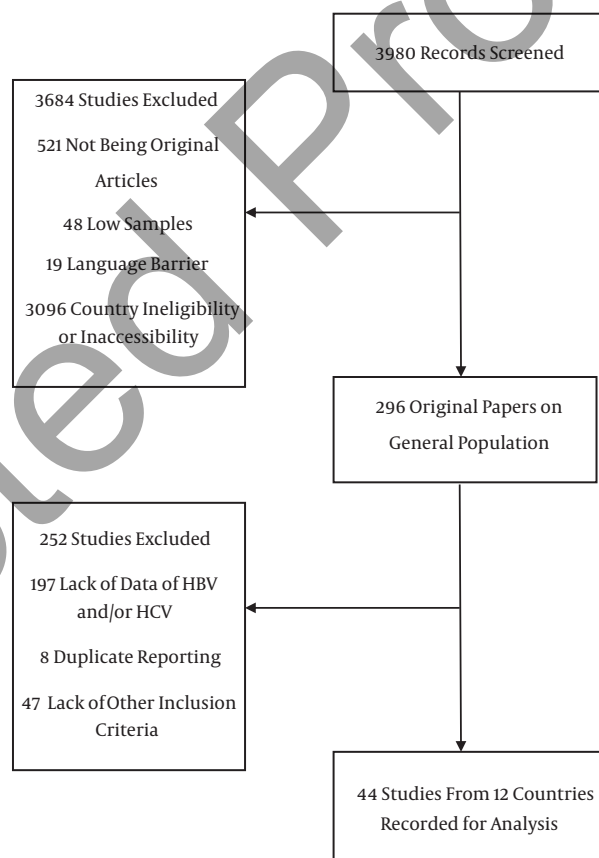 3980 Records Screened
3684 Studies Excluded
521 Not Being Original
Articles
48 Low Samples
19 Language Barrier
3096 Country Ineligibility
or Inaccessibility
296 Original Papers on
General Population
252 Studies Excluded
197 Lack of Data of HBV
and/or HCV
8 Duplicate Reporting
47 Lack of Other Inclusion
Criteria
44 Studies From 12 Countries
Recorded for Analysis